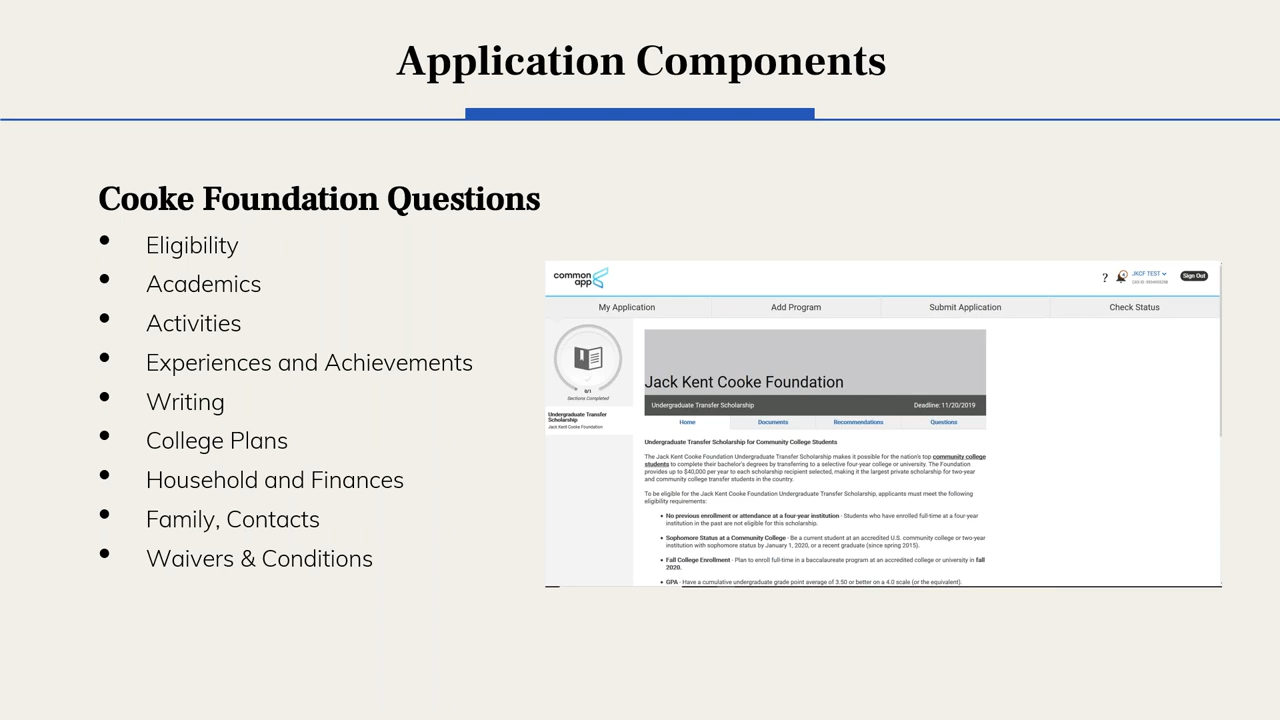 Application Components
Cooke Foundation Questions
• Eligibility
• Academics
• Activities
• Experiences and Achievements
• Writing
• College Plans
• Household and Finances
• Family, Contacts
• Waivers & Conditions
common
app
?
JKCF TEST
Sign Out
My Application
Add Program
Submit Application
Check Status
0/1
Sections Completed
Undergraduate Transfer
Scholarship
Jack Kent Cooke Foundation
Jack Kent Cooke Foundation
Undergraduate Transfer Scholarship
Deadline: 11/20/2019
Home
Documents
Recommendations
Questions
Undergraduate Transfer Scholarship for Community College Students
The Jack Kent Cooke Foundation Undergraduate Transfer Scholarship makes it possible for the nation's top community college
students to complete their bachelor's degrees by transferring to a selective four-year college or university. The Foundation
provides up to $40,000 per year to each scholarship recipient selected, making it the largest private scholarship for two-year
and community college transfer students in the country.
To be eligible for the Jack Kent Cooke Foundation Undergraduate Transfer Scholarship, applicants must meet the following
eligibility requirements:
• No previous enrollment or attendance at a four-year institution - Students who have enrolled full-time at a four-year
institution in the past are not eligible for this scholarship.
• Sophomore Status at a Community College - Be a current student at an accredited U.S. community college or two-year
institution with sophomore status by January 1, 2020, or a recent graduate (since spring 2015).
• Fall College Enrollment - Plan to enroll full-time in a baccalaureate program at an accredited college or university in fall
2020.
• GPA - Have a cumulative undergraduate grade point average of 3.50 or better on a 4.0 scale (or the equivalent).